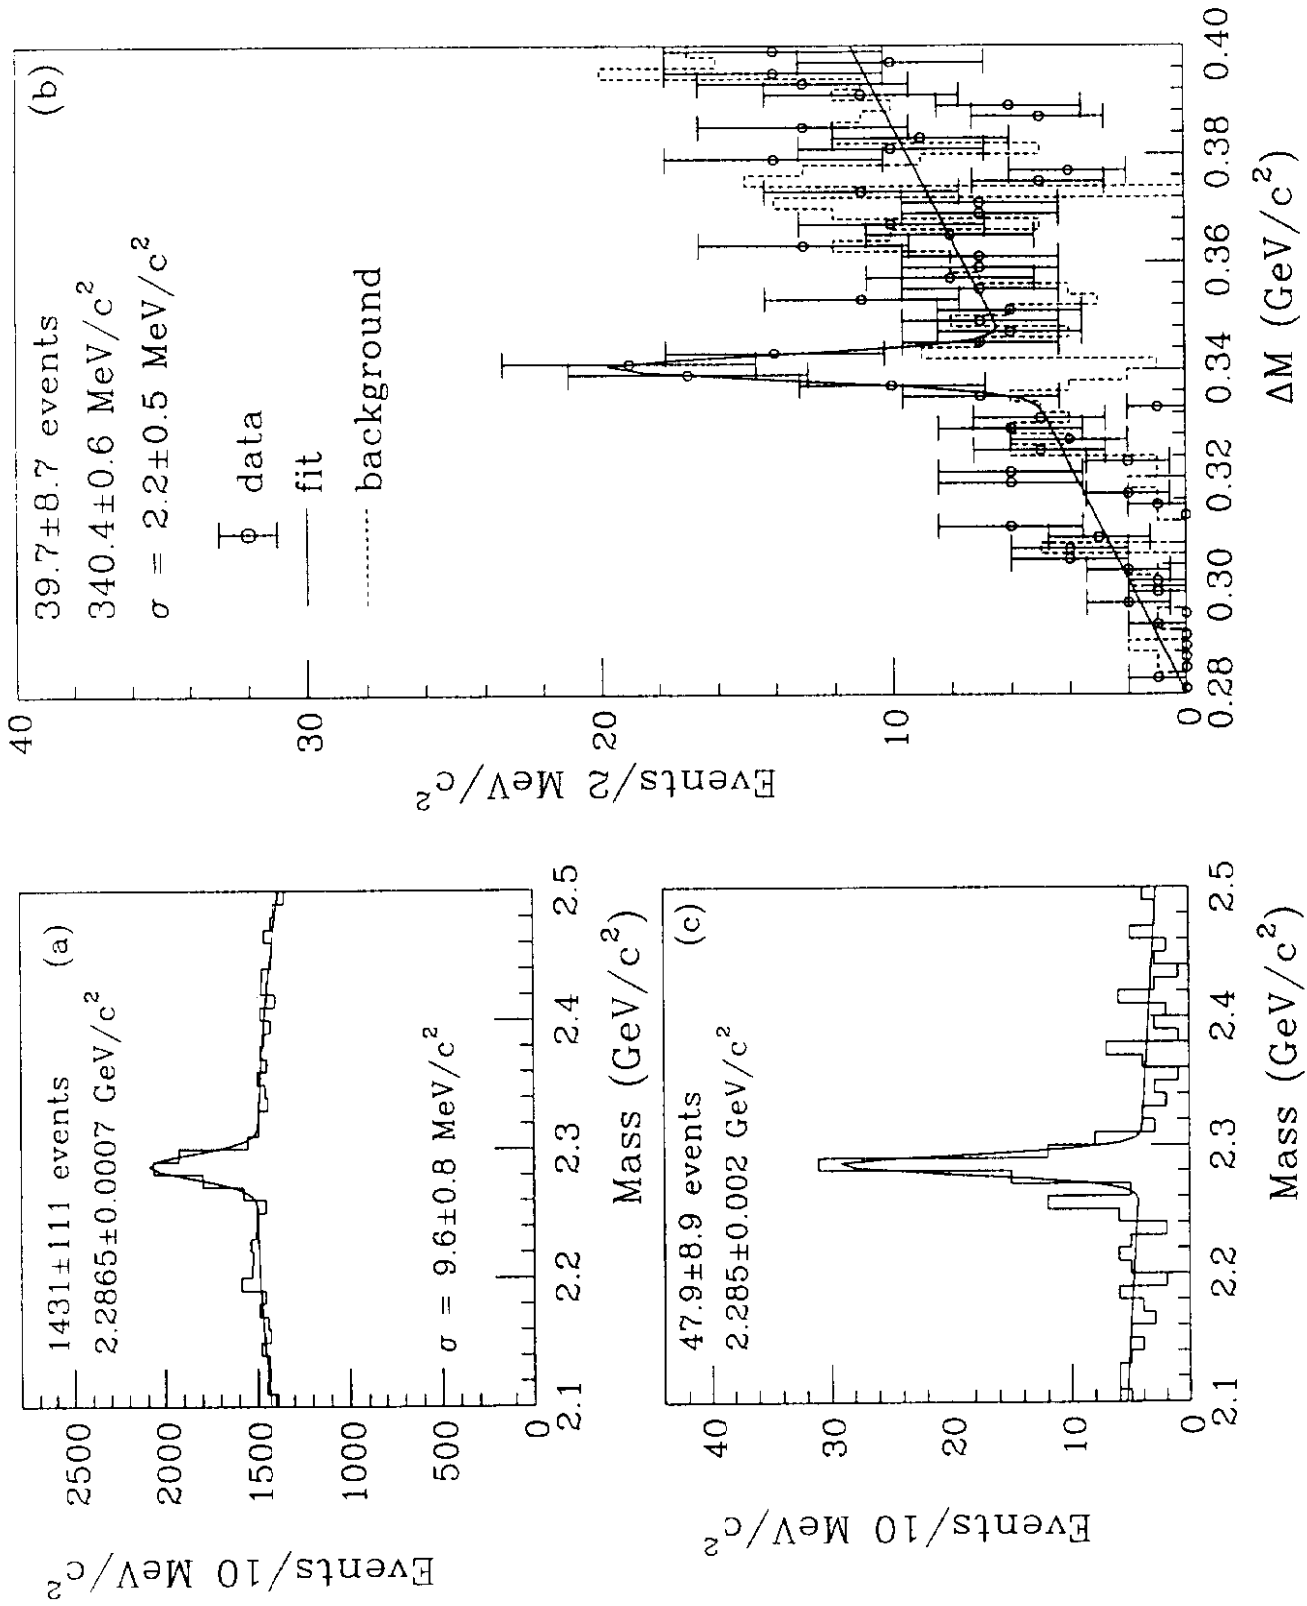 (a)
1431±111 events
2.2865±0.0007 GeV/c²
σ = 9.6±0.8 MeV/c²
2500
2000
1500
1000
500
0
2.1
2.2
2.3
2.4
2.5
Events/10 MeV/c²
Mass (GeV/c²)
(b)
39.7±8.7 events
340.4±0.6 MeV/c²
σ = 2.2±0.5 MeV/c²
data
fit
background
40
30
20
10
0
0.28
0.30
0.32
0.34
0.36
0.38
0.40
Events/2 MeV/c²
ΔM (GeV/c²)
(c)
47.9±8.9 events
2.285±0.002 GeV/c²
40
30
20
10
0
2.1
2.2
2.3
2.4
2.5
Events/10 MeV/c²
Mass (GeV/c²)